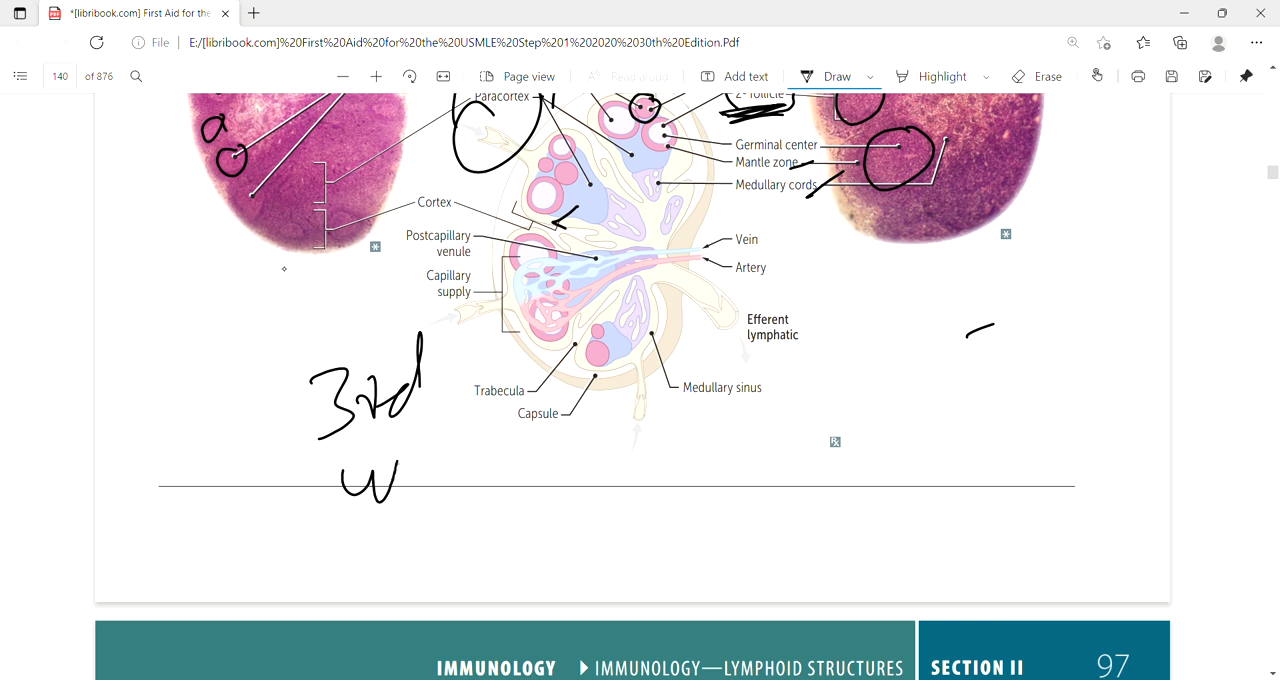 *[libribook.com] First Aid for the
File
E:/[libribook.com]%20First%20Aid%20for%20the%20USMLE%20Step%201%202020%2030th%20Edition.Pdf
140 of 876
Page view
Read aloud
Add text
Draw
Highlight
Erase
Paracortex
2° follicle
a
Germinal center
Mantle zone
Medullary cords
Cortex
Postcapillary
venule
Vein
Capillary
supply
Artery
Efferent
lymphatic
3rd
Trabecula
Medullary sinus
Capsule
Rx
w
IMMUNOLOGY ▶ IMMUNOLOGY—LYMPHOID STRUCTURES
SECTION II
97